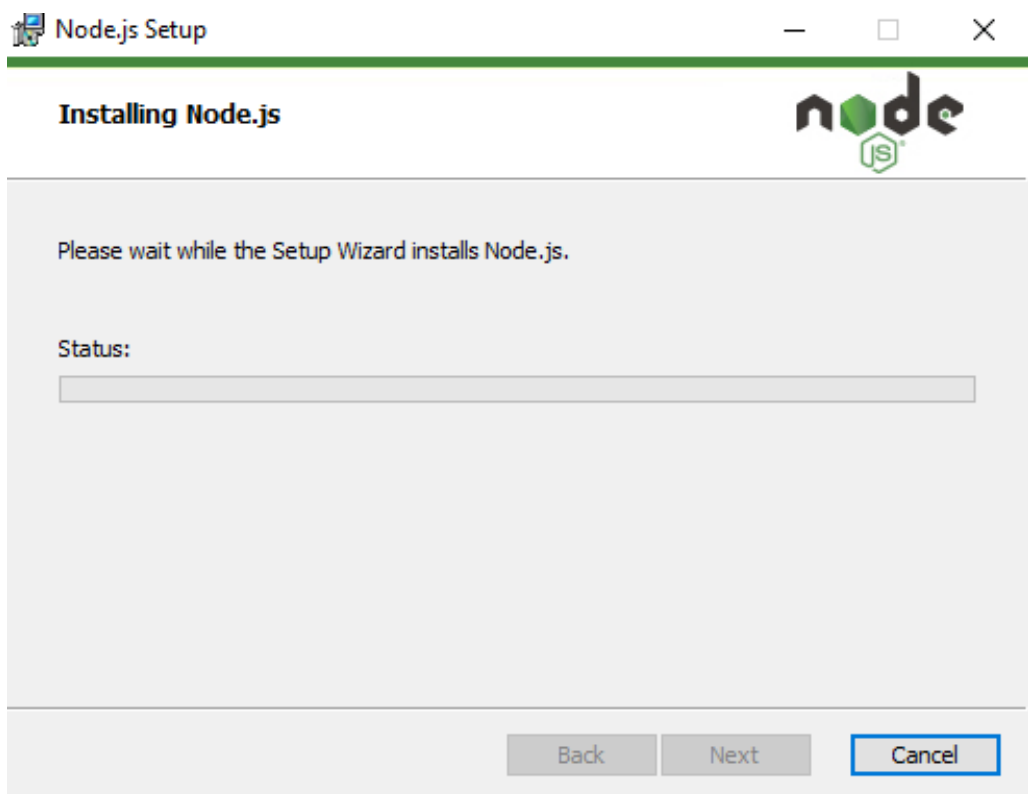 Node.js Setup
Installing Node.js
node
JS
Please wait while the Setup Wizard installs Node.js.
Status:
Back Next Cancel